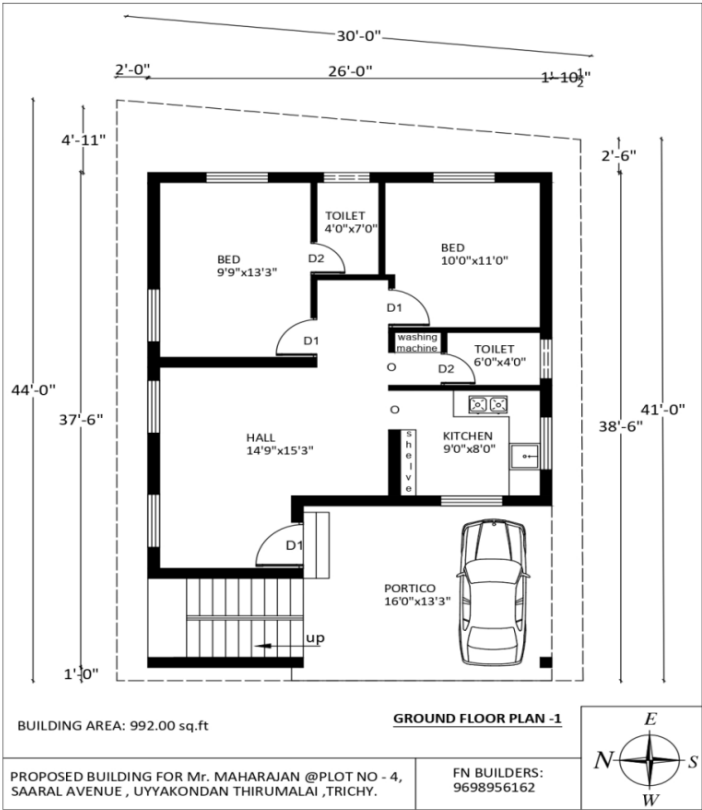 30'-0"
2'-0"
26'-0"
1'-10½"
4'-11"
2'-6"
TOILET
4'0"x7'0"
BED
9'9"x13'3"
D2
BED
10'0"x11'0"
D1
D1
washing
machine
TOILET
6'0"x4'0"
O
D2
44'-0"
37'-6"
O
HALL
14'9"x15'3"
KITCHEN
9'0"x8'0"
shelve
38'-6"
41'-0"
D1
PORTICO
16'0"x13'3"
up
1'-0"
BUILDING AREA: 992.00 sq.ft
GROUND FLOOR PLAN -1
E
N
S
W
PROPOSED BUILDING FOR Mr. MAHARAJAN @PLOT NO - 4,
SAARAL AVENUE , UYYAKONDAN THIRUMALAI ,TRICHY.
FN BUILDERS:
9698956162